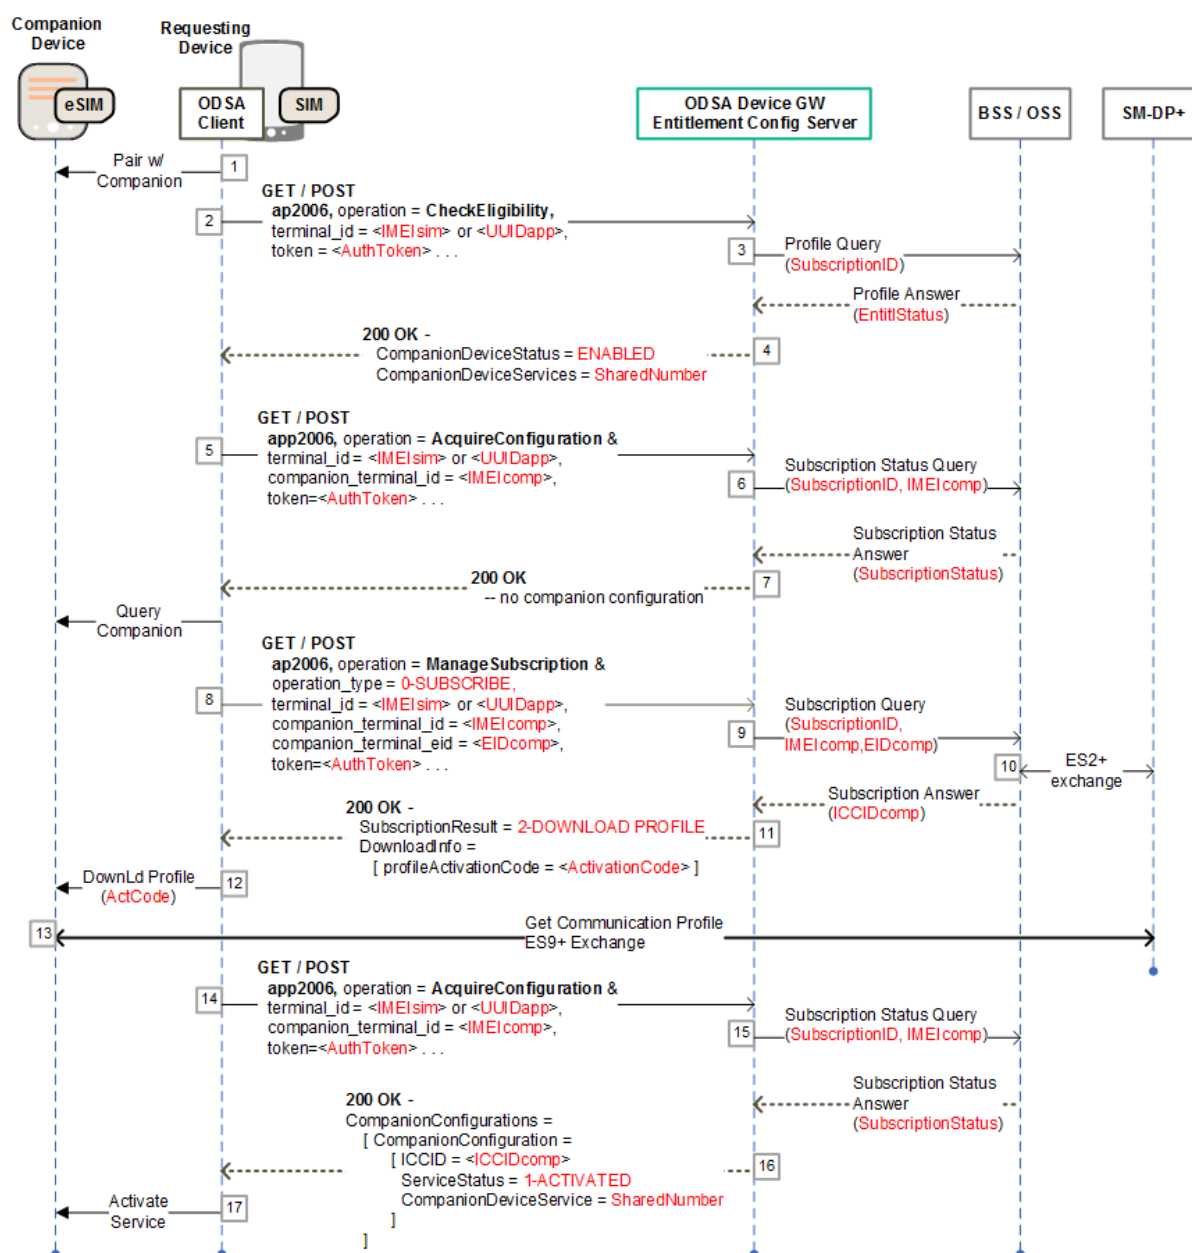 Companion
Device
Requesting
Device
eSIM
ODSA
Client
SIM
ODSA Device GW
Entitlement Config Server
BSS / OSS
SM-DP+
Pair w/
Companion
1
GET / POST
2
ap2006, operation = CheckEligibility,
terminal_id = <IMEIsim> or <UUIDapp>,
token = <AuthToken> . . .
3
Profile Query
(SubscriptionID)
Profile Answer
(EntitlStatus)
200 OK -
CompanionDeviceStatus = ENABLED
CompanionDeviceServices = SharedNumber
4
GET / POST
5
app2006, operation = AcquireConfiguration &
terminal_id = <IMEIsim> or <UUIDapp>,
companion_terminal_id = <IMEIcomp>,
token=<AuthToken> . . .
6
Subscription Status Query
(SubscriptionID, IMEIcomp)
Subscription Status
Answer
(SubscriptionStatus)
200 OK
-- no companion configuration
7
Query
Companion
GET / POST
8
ap2006, operation = ManageSubscription &
operation_type = 0-SUBSCRIBE,
terminal_id = <IMEIsim> or <UUIDapp>,
companion_terminal_id = <IMEIcomp>,
companion_terminal_eid = <EIDcomp>,
token=<AuthToken> . . .
9
Subscription Query
(SubscriptionID,
IMEIcomp,EIDcomp)
10
ES2+
exchange
Subscription Answer
(ICCIDcomp)
200 OK -
SubscriptionResult = 2-DOWNLOAD PROFILE
DownloadInfo =
[ profileActivationCode = <ActivationCode> ]
11
DownLd Profile
(ActCode)
12
13
Get Communication Profile
ES9+ Exchange
GET / POST
14
app2006, operation = AcquireConfiguration &
terminal_id = <IMEIsim> or <UUIDapp>,
companion_terminal_id = <IMEIcomp>,
token=<AuthToken> . . .
15
Subscription Status Query
(SubscriptionID, IMEIcomp)
Subscription Status
Answer
(SubscriptionStatus)
200 OK -
CompanionConfigurations =
[ CompanionConfiguration =
[ ICCID = <ICCIDcomp>
ServiceStatus = 1-ACTIVATED
CompanionDeviceService = SharedNumber
]
]
16
Activate
Service
17